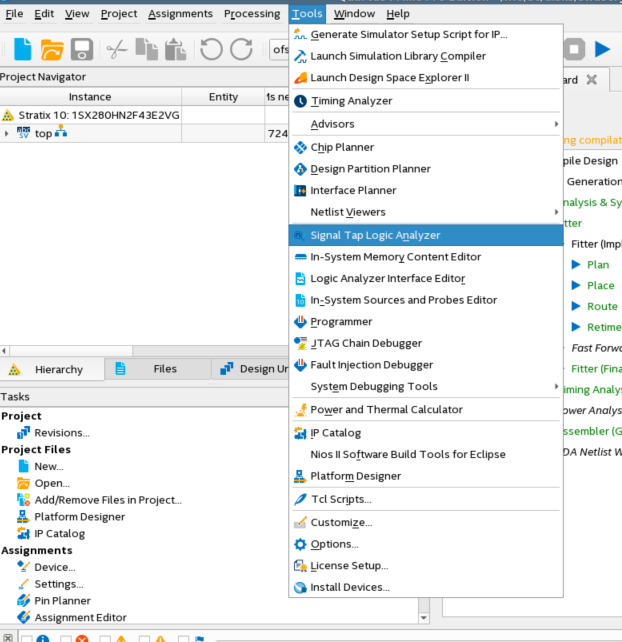 File Edit View Project Assignments Processing Tools Window Help
ofs
Project Navigator
Instance Entity
Stratix 10: 1SX280HN2F43E2VG
top 724
Hierarchy Files Design Un
Tasks
Project
Revisions...
Project Files
New...
Open...
Add/Remove Files in Project...
Platform Designer
IP Catalog
Assignments
Device...
Settings...
Pin Planner
Assignment Editor
Generate Simulator Setup Script for IP...
Launch Simulation Library Compiler
Launch Design Space Explorer II
Timing Analyzer
Advisors
Chip Planner
Design Partition Planner
Interface Planner
Netlist Viewers
Signal Tap Logic Analyzer
In-System Memory Content Editor
Logic Analyzer Interface Editor
In-System Sources and Probes Editor
Programmer
JTAG Chain Debugger
Fault Injection Debugger
System Debugging Tools
Power and Thermal Calculator
IP Catalog
Nios II Software Build Tools for Eclipse
Platform Designer
Tcl Scripts...
Customize...
Options...
License Setup...
Install Devices...
ard
ng compilat
pile Design
Generation
nalysis & Sy
tter
Fitter (Impl
Plan
Place
Route
Retime
Fast Forwa
Fitter (Fina
iming Analys
ower Analys
ssembler (G
DA Netlist W